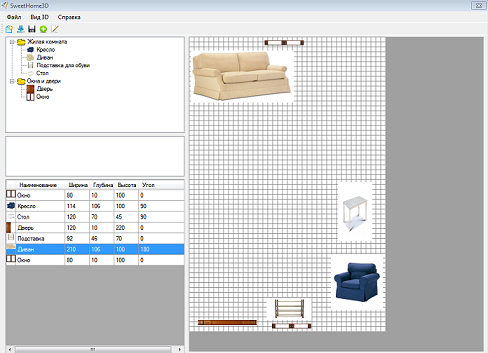 SweetHome3D
Файл Вид 3D Справка
Жилая комната
Кресло
Диван
Подставка для обуви
Стол
Окна и двери
Дверь
Окно
Наименование Ширина Глубина Высота Угол
Окно 80 10 100 0
Кресло 114 106 100 90
Стол 120 70 45 90
Дверь 120 10 220 0
Подставка 92 46 70 0
Диван 210 106 100 180
Окно 80 10 100 0